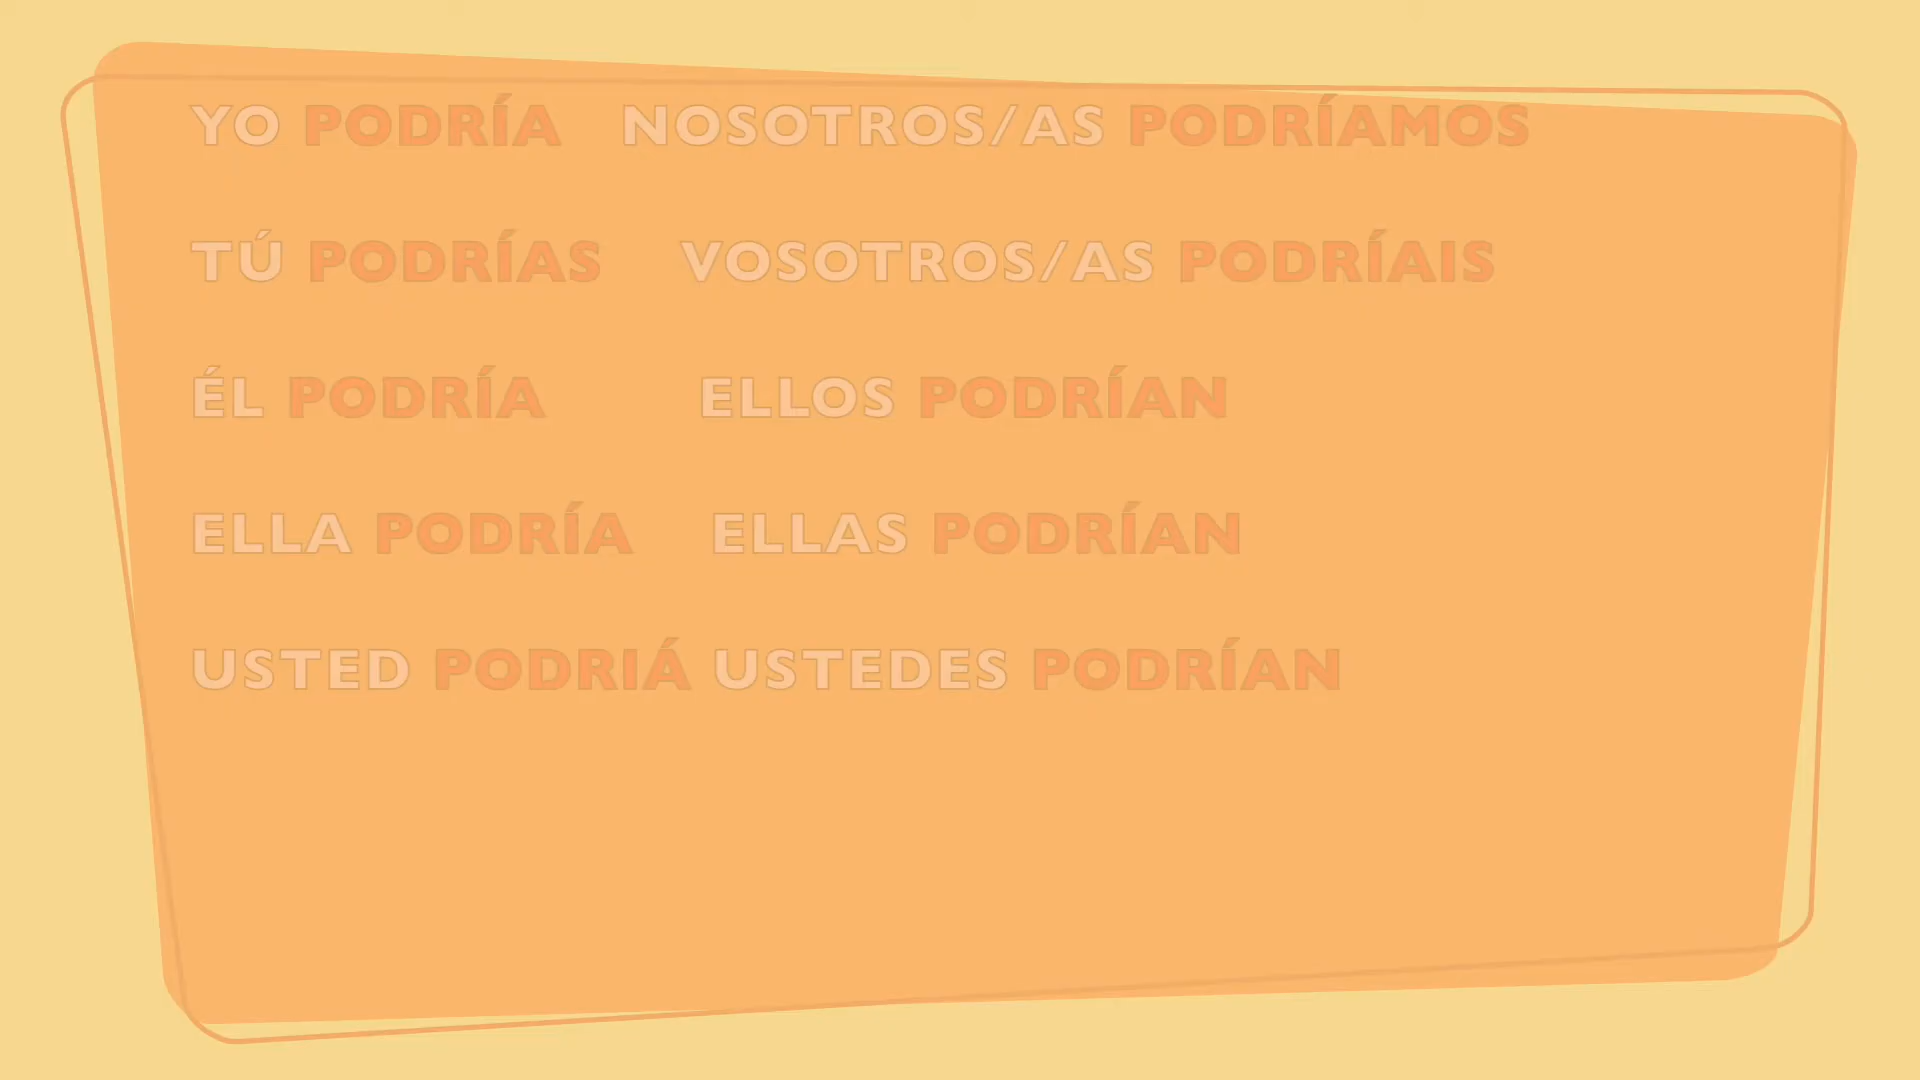 YO PODRÍA NOSOTROS/AS PODRÍAMOS
TÚ PODRÍAS VOSOTROS/AS PODRÍAIS
ÉL PODRÍA ELLOS PODRÍAN
ELLA PODRÍA ELLAS PODRÍAN
USTED PODRIÁ USTEDES PODRÍAN